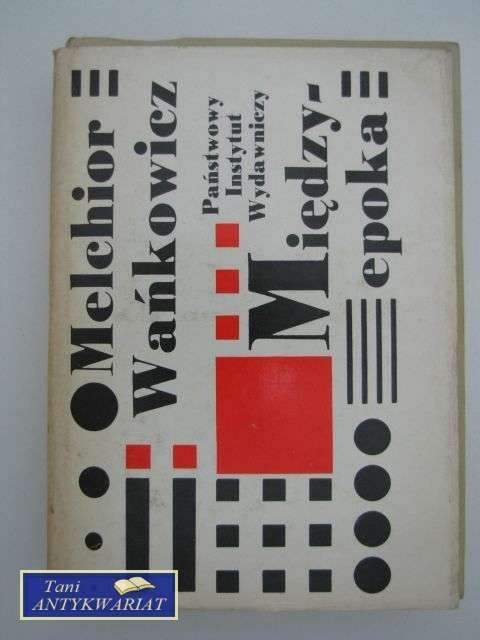 Melchior
Wańkowicz
Państwowy
Instytut
Wydawniczy
Między-
epoka
Tani
ANTYKWARIAT